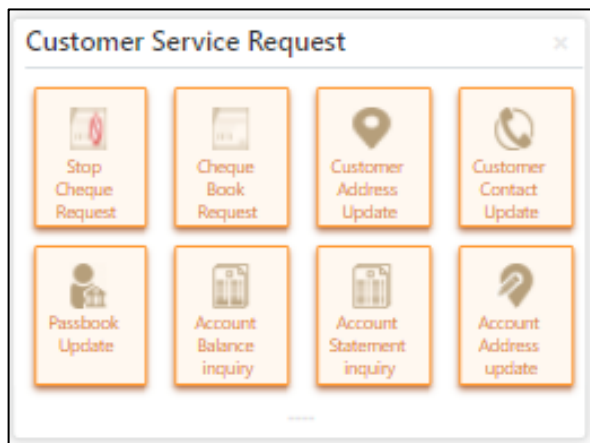 Customer Service Request
Stop
Cheque
Request
Cheque
Book
Request
Customer
Address
Update
Customer
Contact
Update
Passbook
Update
Account
Balance
inquiry
Account
Statement
inquiry
Account
Address
update